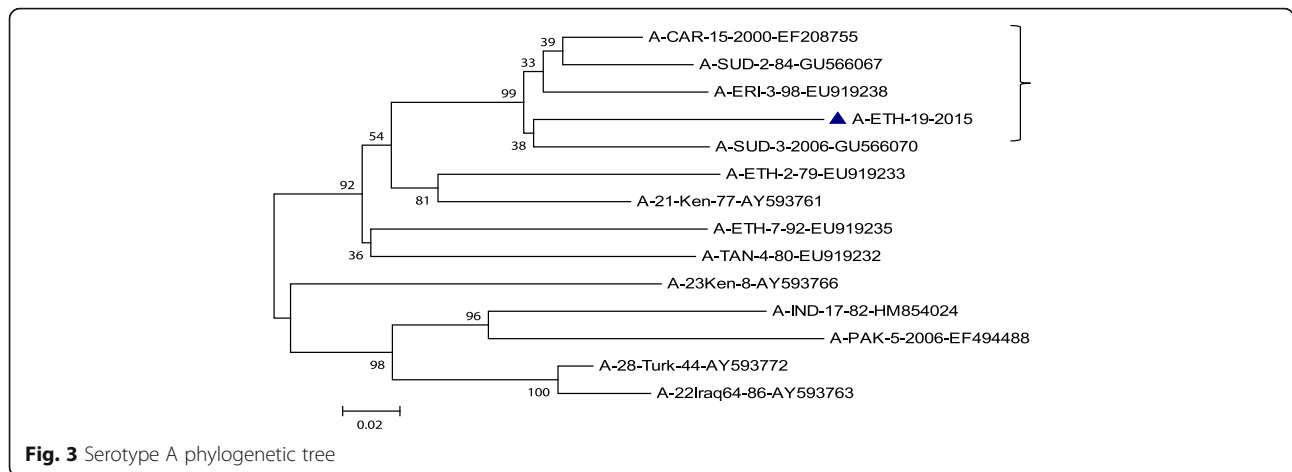 39
A-CAR-15-2000-EF208755
33
A-SUD-2-84-GU566067
99
A-ERI-3-98-EU919238
A-ETH-19-2015
54
38
A-SUD-3-2006-GU566070
92
A-ETH-2-79-EU919233
81
A-21-Ken-77-AY593761
A-ETH-7-92-EU919235
36
A-TAN-4-80-EU919232
A-23Ken-8-AY593766
96
A-IND-17-82-HM854024
A-PAK-5-2006-EF494488
98
A-28-Turk-44-AY593772
100
A-22Iraq64-86-AY593763
0.02
Fig. 3 Serotype A phylogenetic tree